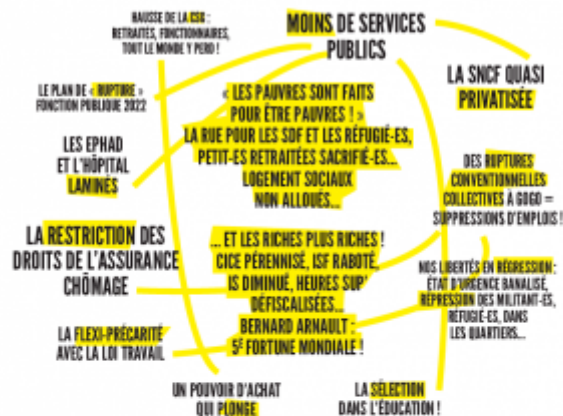 HAUSSE DE LA CSG :
RETRAITÉS, FONCTIONNAIRES,
TOUT LE MONDE Y PERD !
MOINS DE SERVICES
PUBLICS
LE PLAN DE « RUPTURE »
FONCTION PUBLIQUE 2022
LA SNCF QUASI
PRIVATISÉE
« LES PAUVRES SONT FAITS
POUR ÊTRE PAUVRES ! »
LA RUE POUR LES SDF ET LES RÉFUGIÉ-ES,
PETIT-ES RETRAITÉES SACRIFIÉ-ES...
LOGEMENT SOCIAUX
NON ALLOUÉS...
LES EPHAD
ET L'HÔPITAL
LAMINÉS
DES RUPTURES
CONVENTIONNELLES
COLLECTIVES À GOGO =
SUPPRESSIONS D'EMPLOIS !
LA RESTRICTION DES
DROITS DE L'ASSURANCE
CHÔMAGE
... ET LES RICHES PLUS RICHES !
CICE PÉRENNISÉ, ISF RABOTÉ,
IS DIMINUÉ, HEURES SUP'
DÉFISCALISÉES...
BERNARD ARNAULT :
5E FORTUNE MONDIALE !
NOS LIBERTÉS EN RÉGRESSION :
ÉTAT D'URGENCE BANALISÉ,
RÉPRESSION DES MILITANT-ES,
RÉFUGIÉ-ES, DANS
LES QUARTIERS...
LA FLEXI-PRÉCARITÉ
AVEC LA LOI TRAVAIL
UN POUVOIR D'ACHAT
QUI PLONGE
LA SÉLECTION
DANS L'ÉDUCATION !